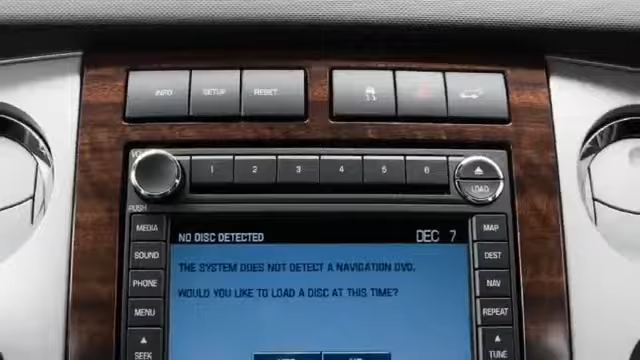 INFO SETUP RESET
1 2 3 4 5 6
LOAD
PUSH
MEDIA
NO DISC DETECTED DEC 7
MAP
SOUND
THE SYSTEM DOES NOT DETECT A NAVIGATION DVD.
DEST
PHONE
WOULD YOU LIKE TO LOAD A DISC AT THIS TIME?
NAV
MENU
REPEAT
SEEK
TUNE